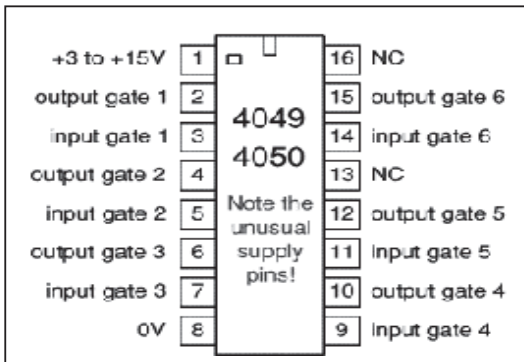 +3 to +15V 1
output gate 1 2
input gate 1 3
output gate 2 4
input gate 2 5
output gate 3 6
input gate 3 7
0V 8
4049
4050
Note the
unusual
supply
pins!
16 NC
15 output gate 6
14 input gate 6
13 NC
12 output gate 5
11 Input gate 5
10 output gate 4
9 Input gate 4